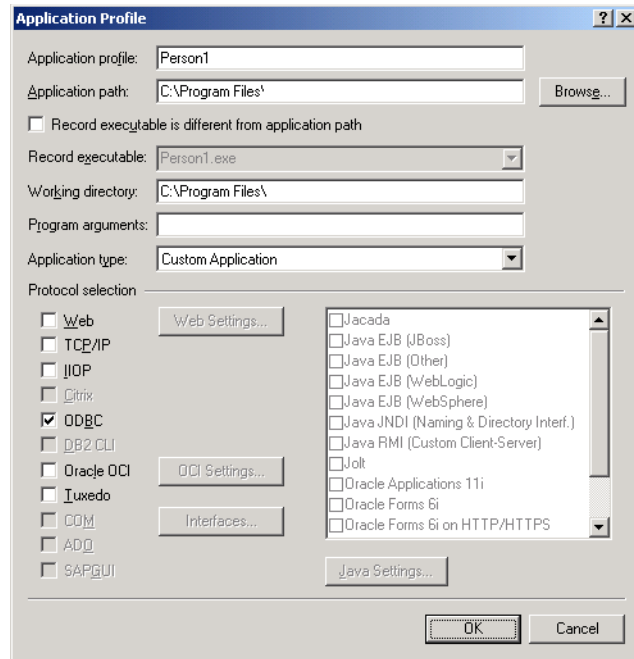 Application Profile
Application profile: Person1
Application path: C:\Program Files\ Browse...
Record executable is different from application path
Record executable: Person1.exe
Working directory: C:\Program Files\
Program arguments:
Application type: Custom Application
Protocol selection
Web Web Settings...
TCP/IP
IIOP
Citrix
ODBC
DB2 CLI
Oracle OCI OCI Settings...
Tuxedo
COM Interfaces...
ADO
SAPGUI
Jacada
Java EJB (JBoss)
Java EJB (Other)
Java EJB (WebLogic)
Java EJB (WebSphere)
Java JNDI (Naming & Directory Interf.)
Java RMI (Custom Client-Server)
Jolt
Oracle Applications 11i
Oracle Forms 6i
Oracle Forms 6i on HTTP/HTTPS
Java Settings...
OK Cancel